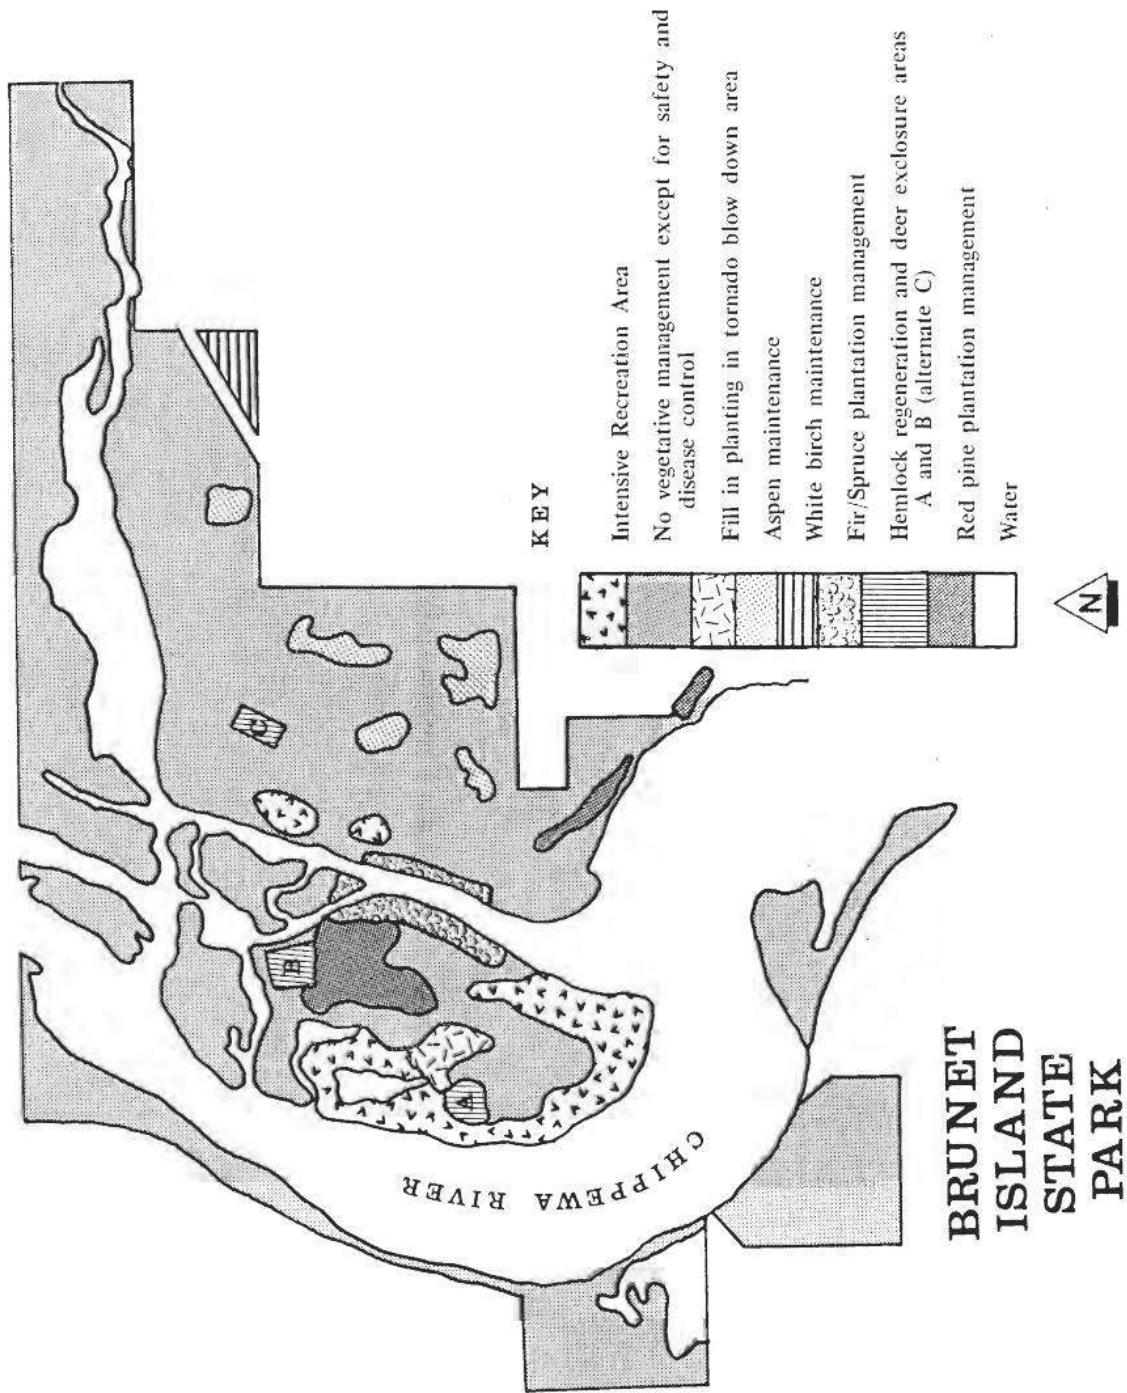 C
B
A
CHIPPEWA RIVER
BRUNET
ISLAND
STATE
PARK
KEY
Intensive Recreation Area
No vegetative management except for safety and
disease control
Fill in planting in tornado blow down area
Aspen maintenance
White birch maintenance
Fir/Spruce plantation management
Hemlock regeneration and deer exclosure areas
A and B (alternate C)
Red pine plantation management
Water
N